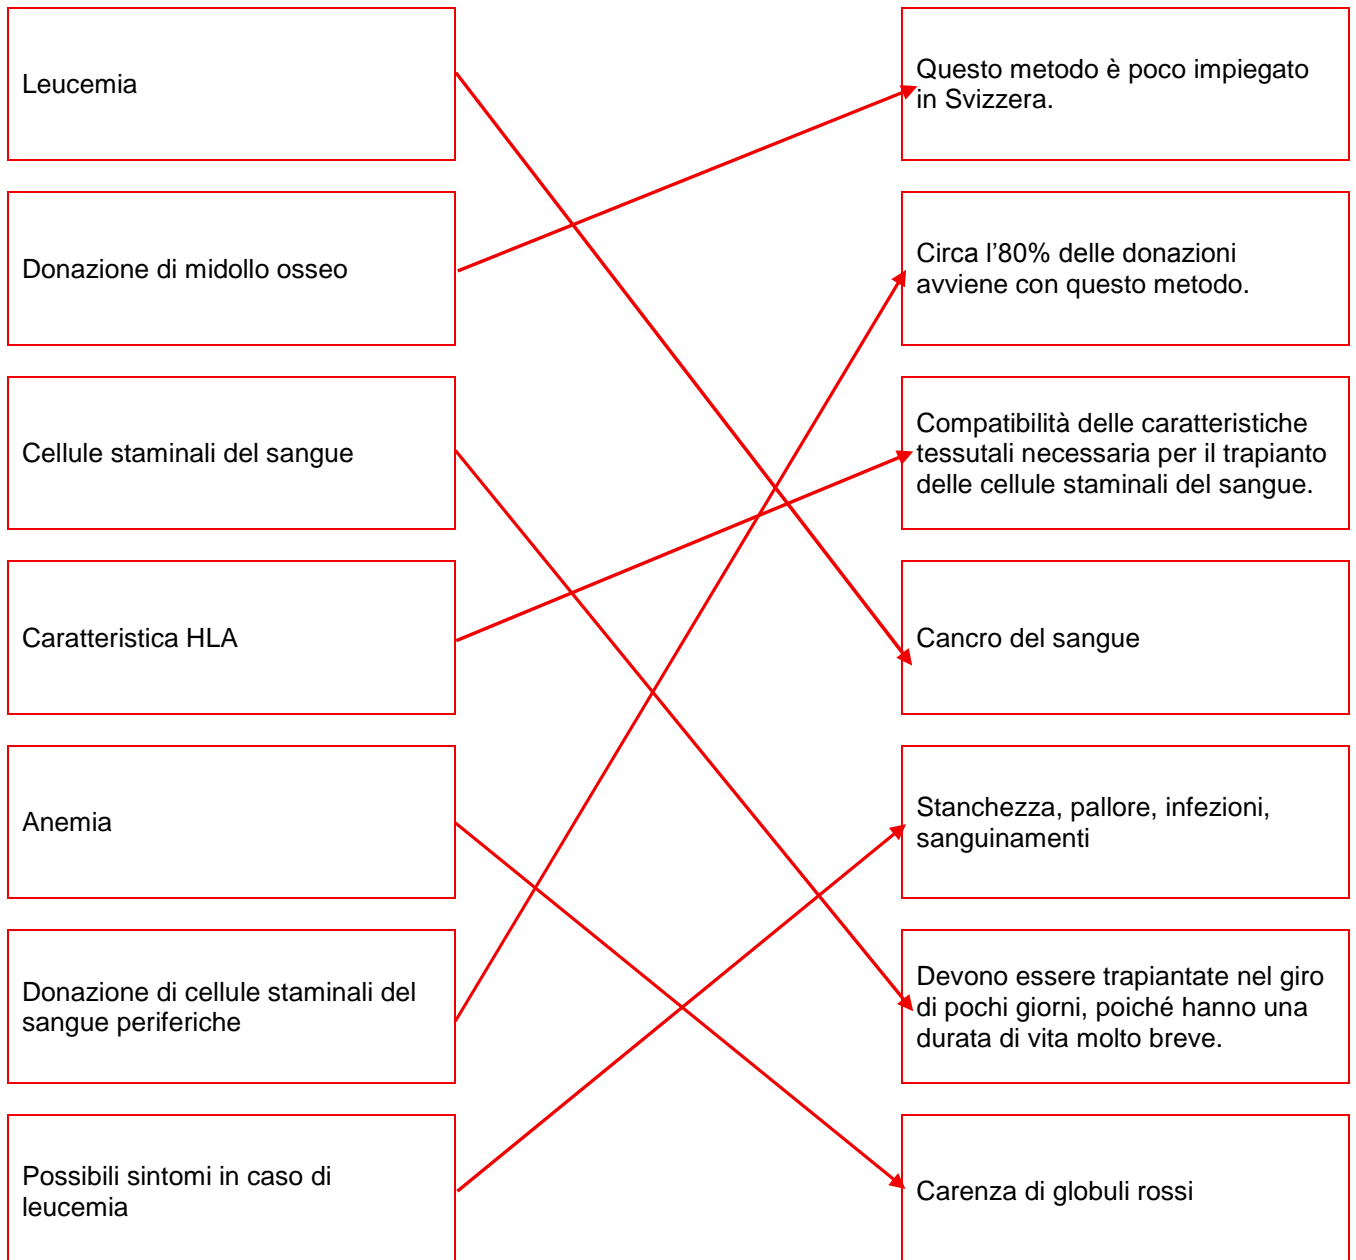 Leucemia
Questo metodo è poco impiegato
in Svizzera.
Donazione di midollo osseo
Circa l'80% delle donazioni
avviene con questo metodo.
Cellule staminali del sangue
Compatibilità delle caratteristiche
tessutali necessaria per il trapianto
delle cellule staminali del sangue.
Caratteristica HLA
Cancro del sangue
Anemia
Stanchezza, pallore, infezioni,
sanguinamenti
Donazione di cellule staminali del
sangue periferiche
Devono essere trapiantate nel giro
di pochi giorni, poiché hanno una
durata di vita molto breve.
Possibili sintomi in caso di
leucemia
Carenza di globuli rossi